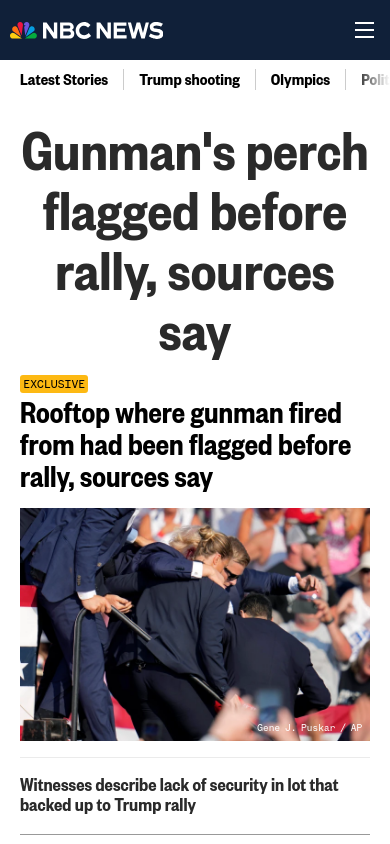 NBC NEWS
Latest Stories
Trump shooting
Olympics
Gunman's perch
flagged before
rally, sources
say
EXCLUSIVE
Rooftop where gunman fired
from had been flagged before
rally, sources say
Gene J. Puskar / AP
Witnesses describe lack of security in lot that
backed up to Trump rally